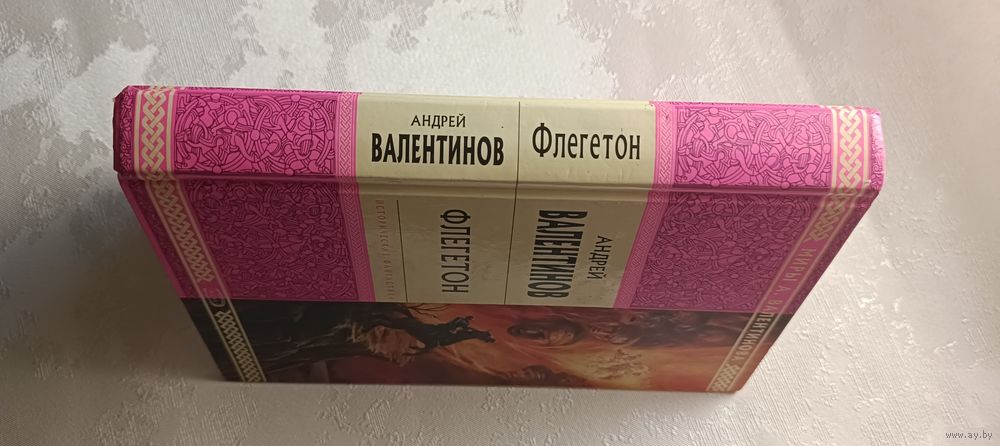 АНДРЕЙ
ВАЛЕНТИНОВ
Флегетон
АНДРЕЙ
ВАЛЕНТИНОВ
ФЛЕГЕТОН
ИСТОРИЧЕСКАЯ ФАНТАСТИКА
МИРЫ А. ВАЛЕНТИНОВА
www.ay.by